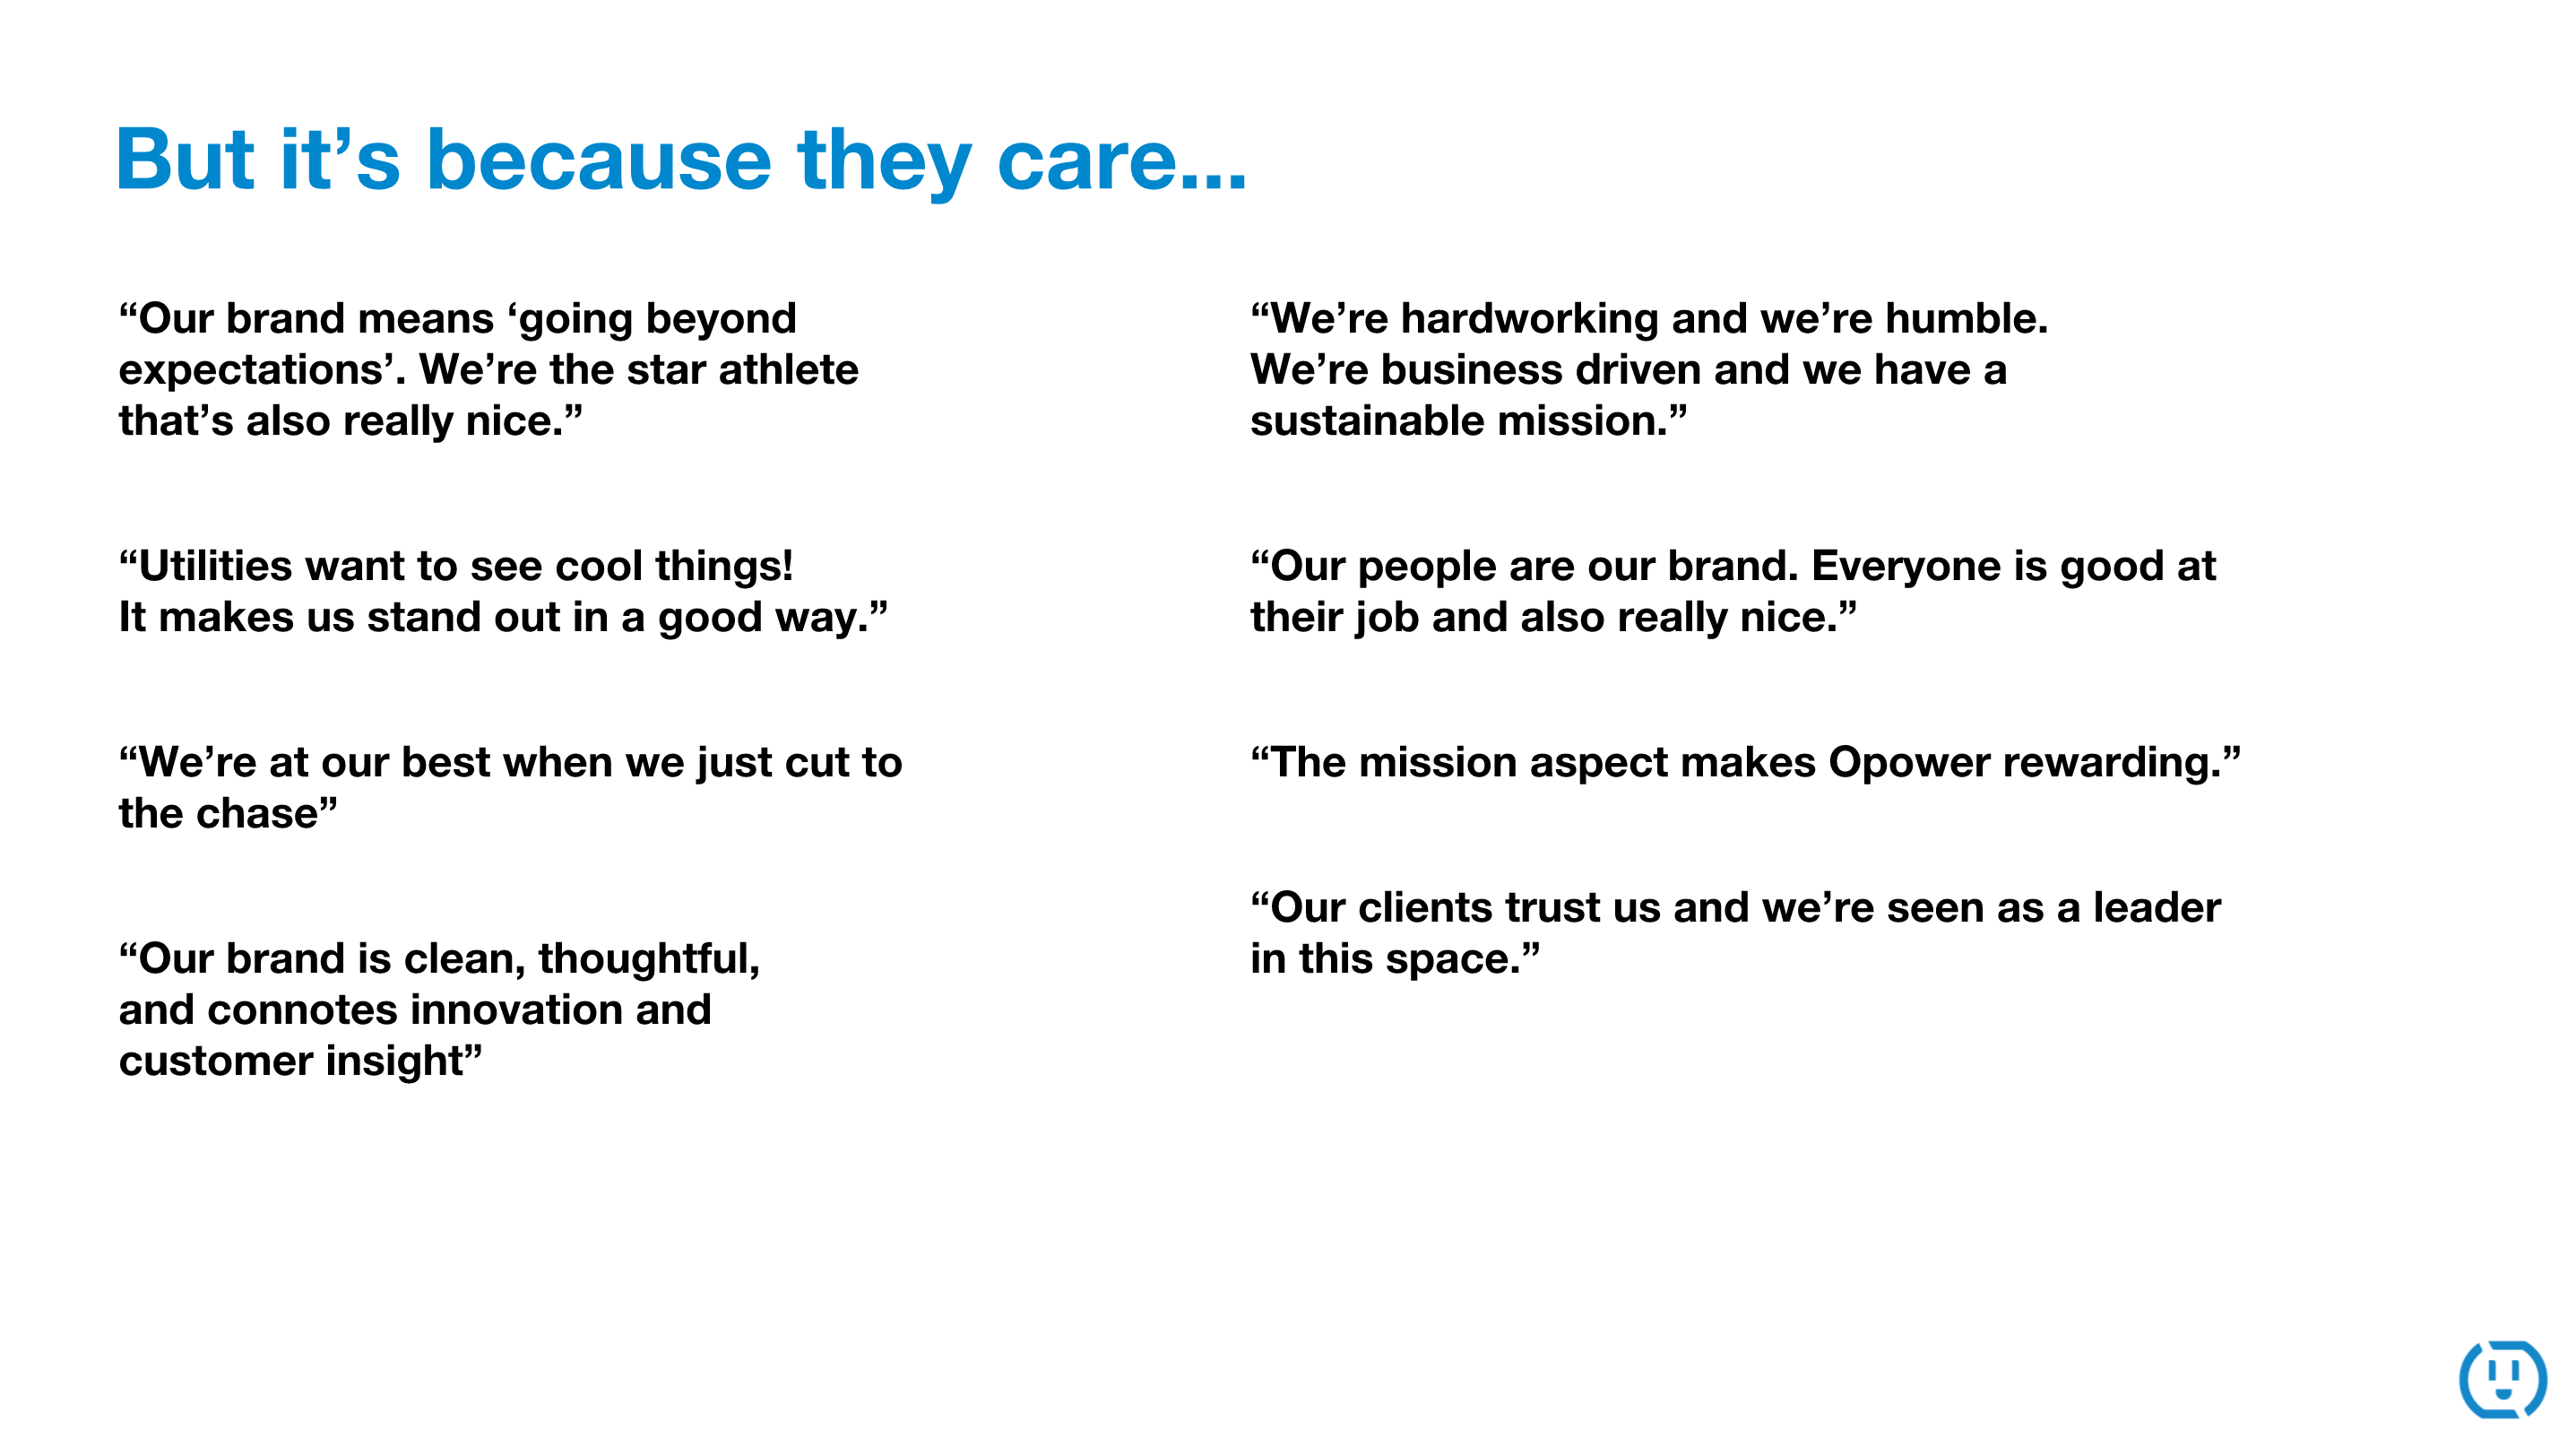 But it’s because they care...
“Our brand means ‘going beyond
expectations’. We’re the star athlete
that’s also really nice.”
“Utilities want to see cool things!
It makes us stand out in a good way.”
“We’re at our best when we just cut to
the chase”
“Our brand is clean, thoughtful,
and connotes innovation and
customer insight”
“We’re hardworking and we’re humble.
We’re business driven and we have a
sustainable mission.”
“Our people are our brand. Everyone is good at
their job and also really nice.”
“The mission aspect makes Opower rewarding.”
“Our clients trust us and we’re seen as a leader
in this space.”